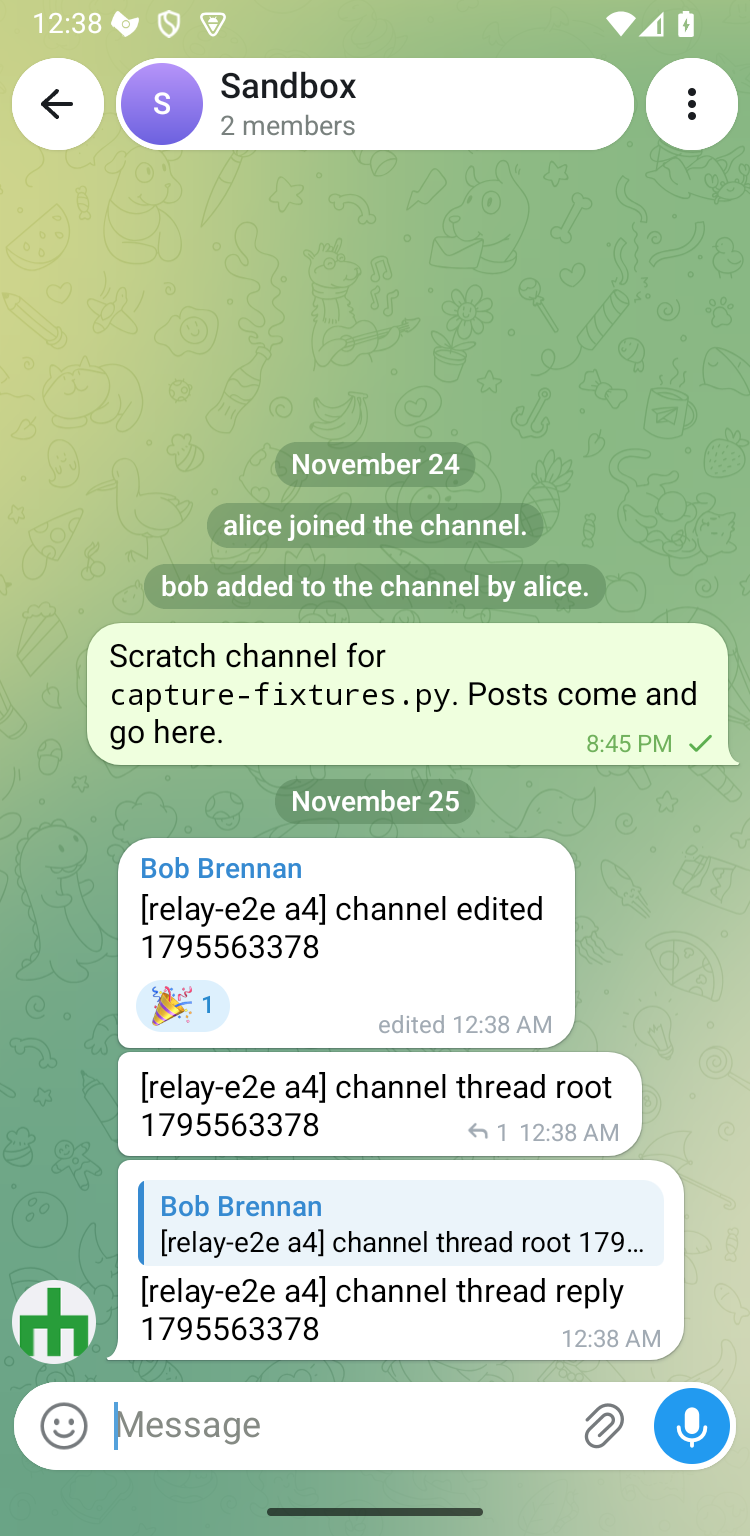 12:38
S
Sandbox
2 members
November 24
alice joined the channel.
bob added to the channel by alice.
Scratch channel for
capture-fixtures.py. Posts come and
go here.
8:45 PM
November 25
Bob Brennan
[relay-e2e a4] channel edited
1795563378
1
edited 12:38 AM
[relay-e2e a4] channel thread root
1795563378
1 12:38 AM
Bob Brennan
[relay-e2e a4] channel thread root 179…
[relay-e2e a4] channel thread reply
1795563378
12:38 AM
Message